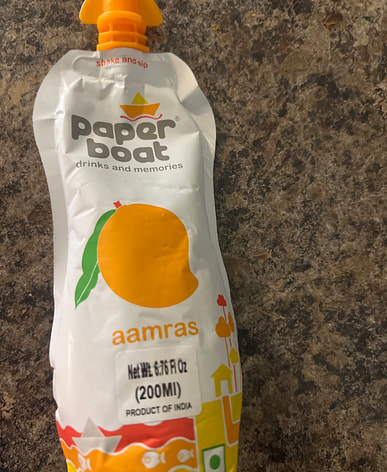 shake and sip
paper®
boat
drinks and memories
aamras
Net Wt. 6.76 Fl Oz
(200Ml)
PRODUCT OF INDIA